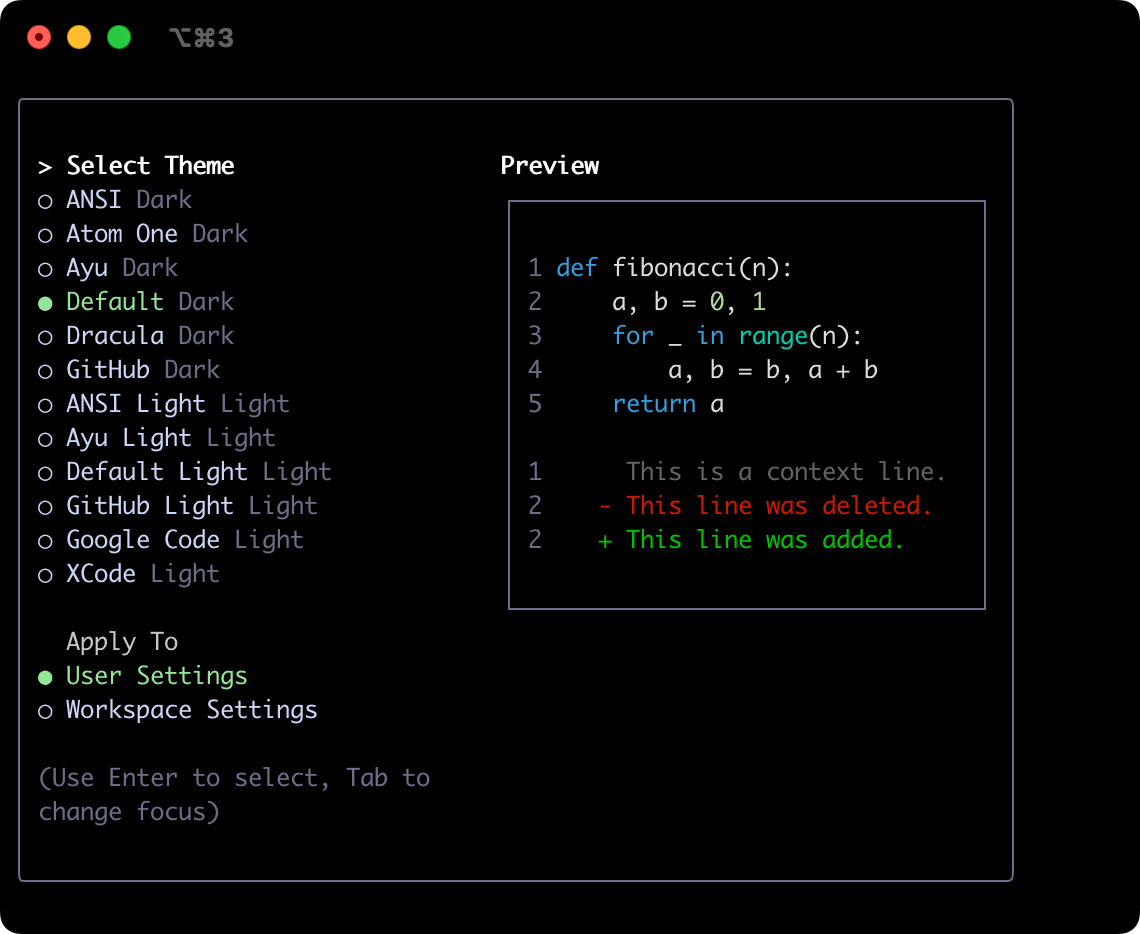 ⌥⌘3
> Select Theme
○ ANSI Dark
○ Atom One Dark
○ Ayu Dark
● Default Dark
○ Dracula Dark
○ GitHub Dark
○ ANSI Light Light
○ Ayu Light Light
○ Default Light Light
○ GitHub Light Light
○ Google Code Light
○ XCode Light
Apply To
● User Settings
○ Workspace Settings
(Use Enter to select, Tab to
change focus)
Preview
1 def fibonacci(n):
2     a, b = 0, 1
3     for _ in range(n):
4         a, b = b, a + b
5     return a
1      This is a context line.
2    - This line was deleted.
2    + This line was added.